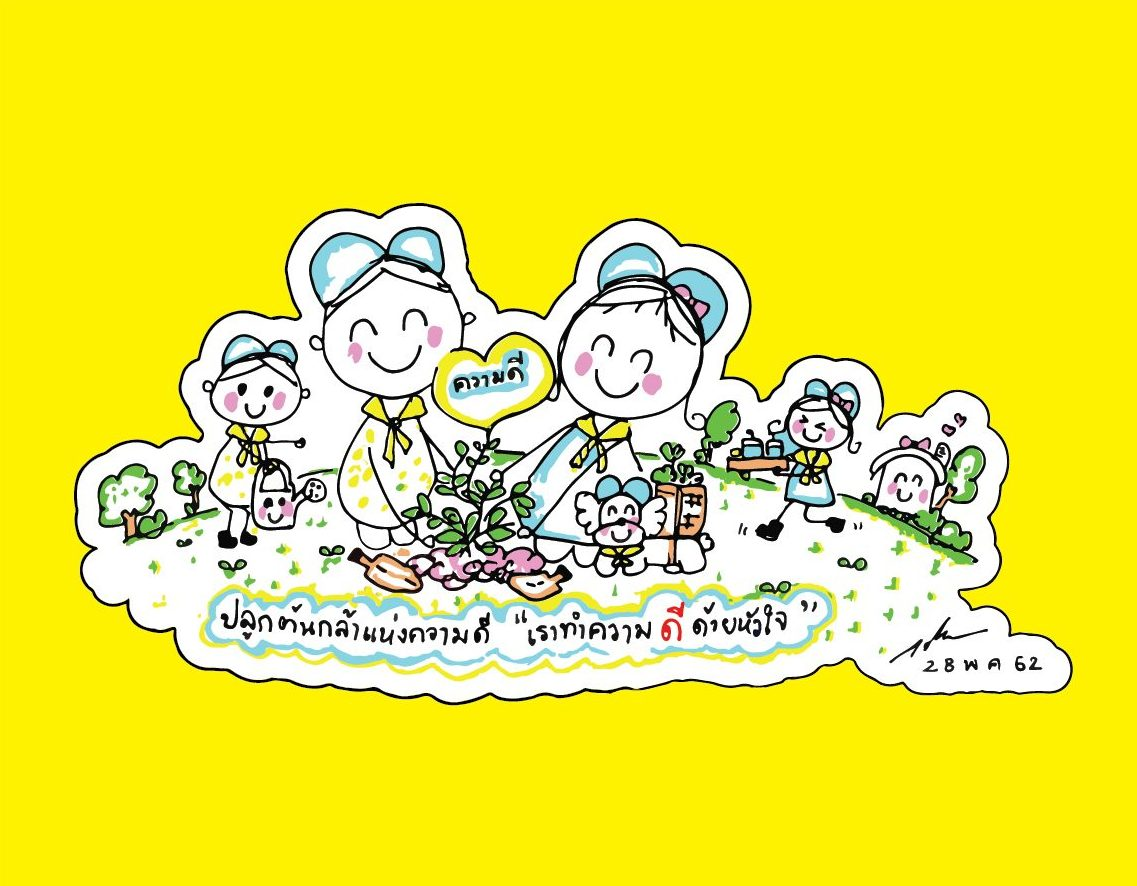 ความดี
ปลูกต้นกล้าแห่งความดี "เราทำความ ดี ด้วยหัวใจ"
28 พ ค 62